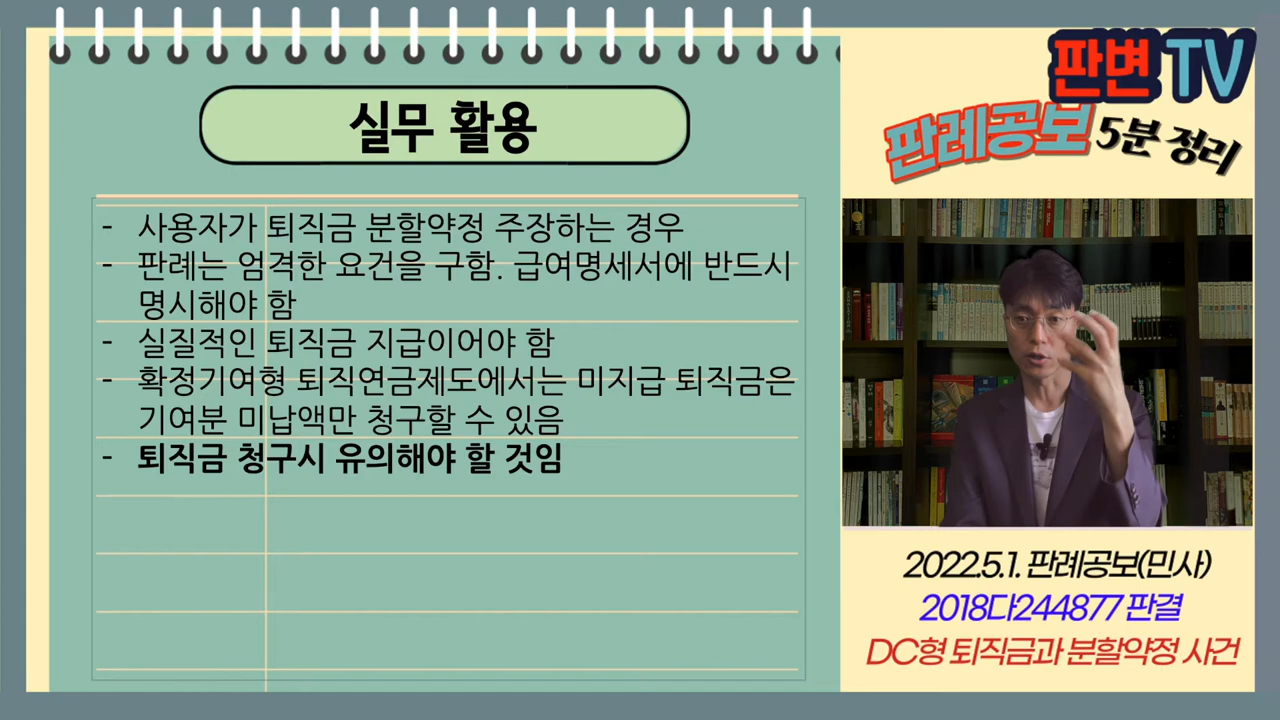 실무 활용
- 사용자가 퇴직금 분할약정 주장하는 경우
- 판례는 엄격한 요건을 구함. 급여명세서에 반드시
명시해야 함
- 실질적인 퇴직금 지급이어야 함
- 확정기여형 퇴직연금제도에서는 미지급 퇴직금은
기여분 미납액만 청구할 수 있음
- 퇴직금 청구시 유의해야 할 것임
판변 TV
판례공보 5분 정리
2022.5.1. 판례공보(민사)
2018다244877 판결
DC형 퇴직금과 분할약정 사건